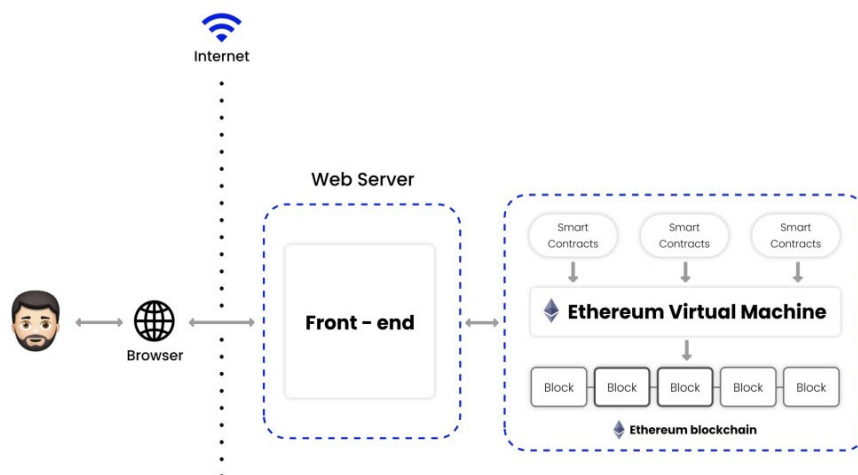 Internet
Web Server
Smart
Contracts
Smart
Contracts
Smart
Contracts
Ethereum Virtual Machine
Front - end
Browser
Block
Block
Block
Block
Block
Ethereum blockchain